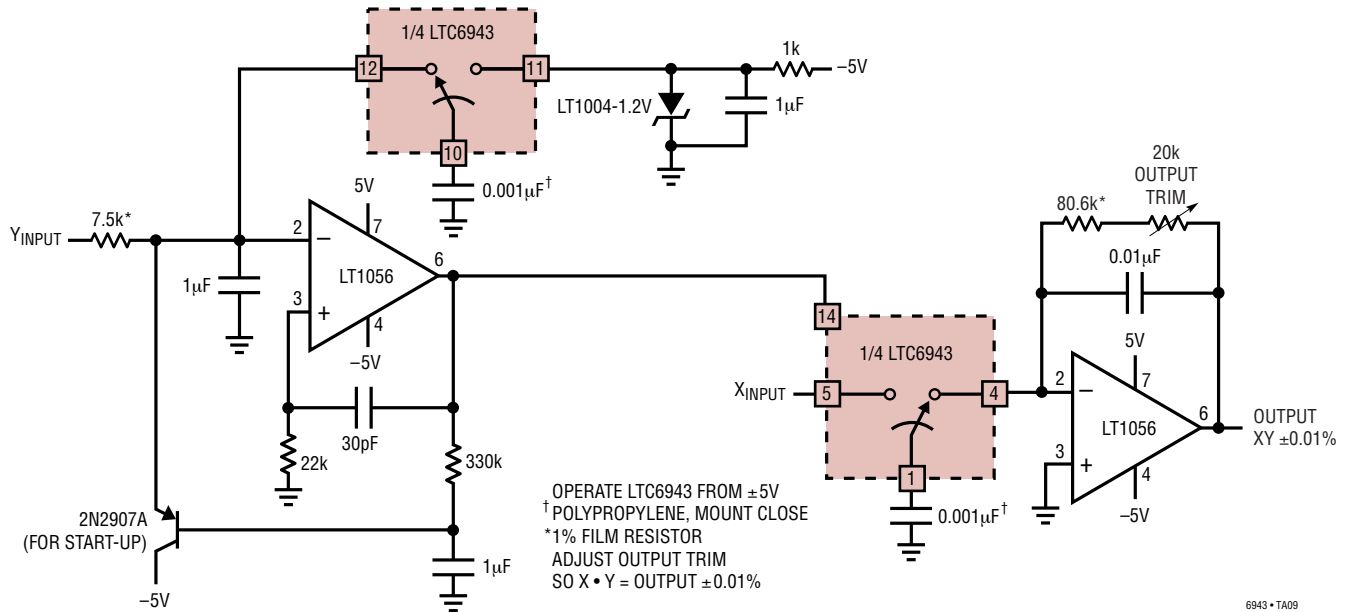 1/4 LTC6943
12
11
10
1k
–5V
LT1004-1.2V
1µF
0.001µF†
5V
Y INPUT
7.5k*
2
–
7
6
LT1056
1µF
3
+
4
–5V
30pF
22k
330k
2N2907A
(FOR START-UP)
–5V
1µF
OPERATE LTC6943 FROM ±5V
†POLYPROPYLENE, MOUNT CLOSE
*1% FILM RESISTOR
ADJUST OUTPUT TRIM
SO X • Y = OUTPUT ±0.01%
14
1/4 LTC6943
X INPUT
5
4
1
0.001µF†
20k
OUTPUT
TRIM
80.6k*
0.01µF
5V
2
–
7
6
LT1056
3
+
4
–5V
OUTPUT
XY ±0.01%
6943 • TA09